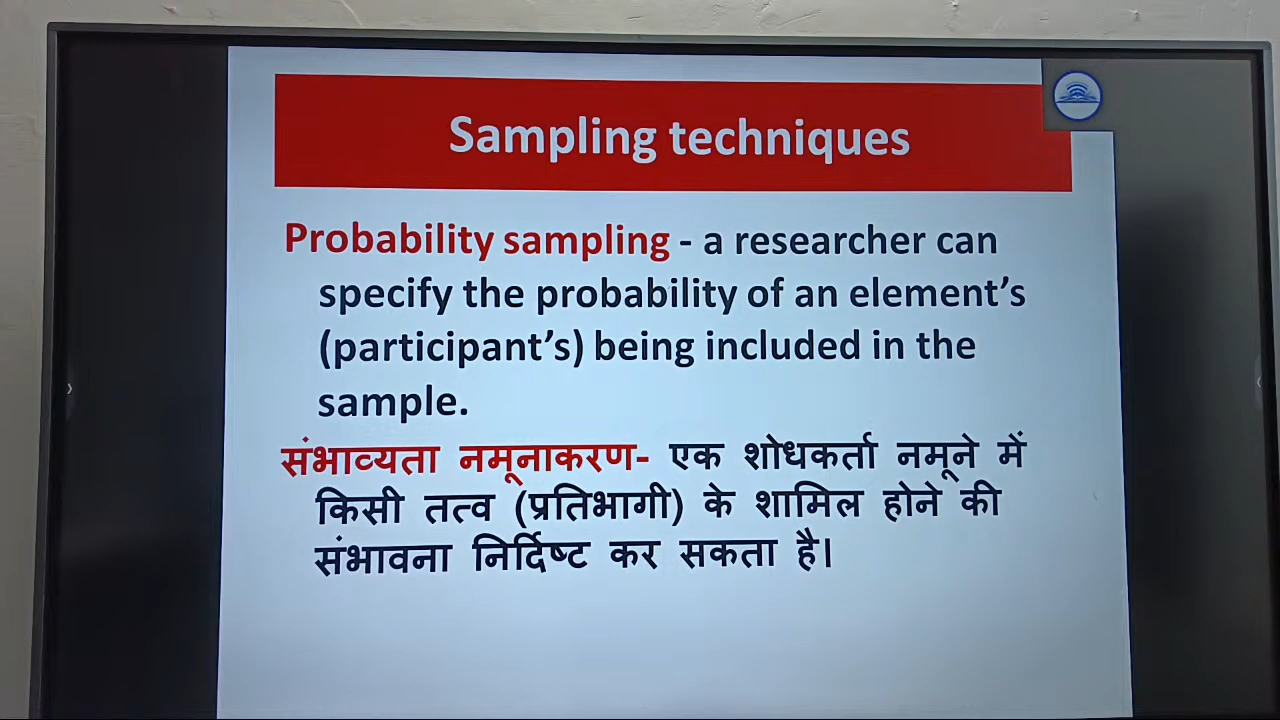 Sampling techniques
Probability sampling - a researcher can
specify the probability of an element’s
(participant’s) being included in the
sample.
संभाव्यता नमूनाकरण- एक शोधकर्ता नमूने में
किसी तत्व (प्रतिभागी) के शामिल होने की
संभावना निर्दिष्ट कर सकता है।